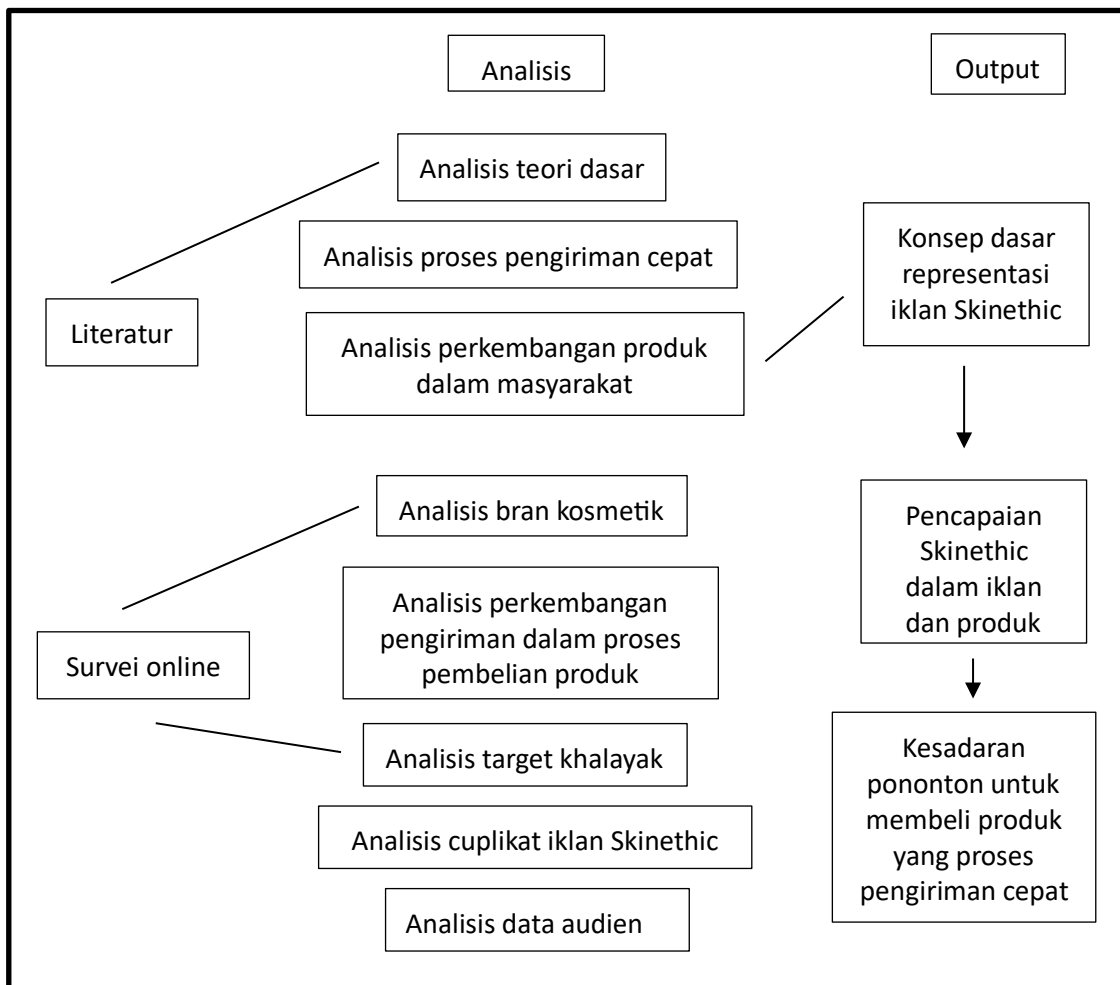 Analisis
Output
Analisis teori dasar
Analisis proses pengiriman cepat
Analisis perkembangan produk
dalam masyarakat
Literatur
Konsep dasar
representasi
iklan Skinethic
Analisis bran kosmetik
Analisis perkembangan
pengiriman dalam proses
pembelian produk
Survei online
Analisis target khalayak
Analisis cuplikat iklan Skinethic
Analisis data audien
Pencapaian
Skinethic
dalam iklan
dan produk
Kesadaran
pononton untuk
membeli produk
yang proses
pengiriman cepat